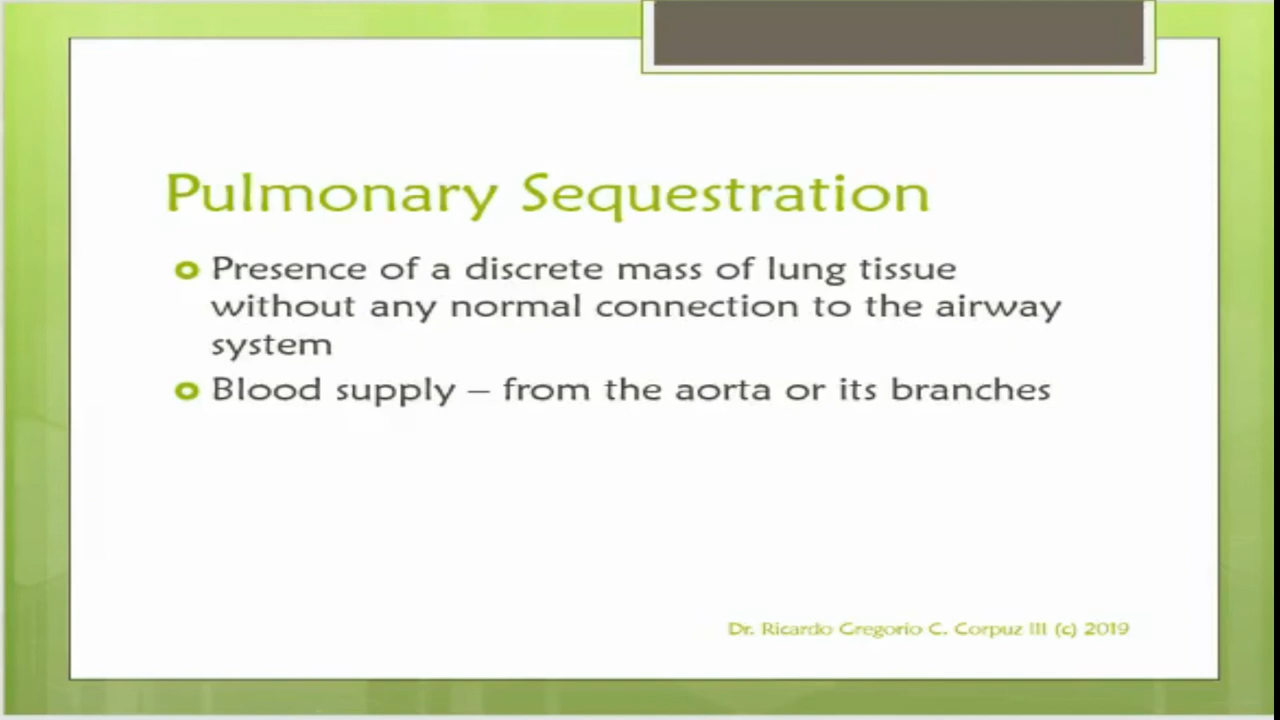 Pulmonary Sequestration
Presence of a discrete mass of lung tissue
without any normal connection to the airway
system
Blood supply – from the aorta or its branches
Dr. Ricardo Gregorio C. Corpuz III (c) 2019